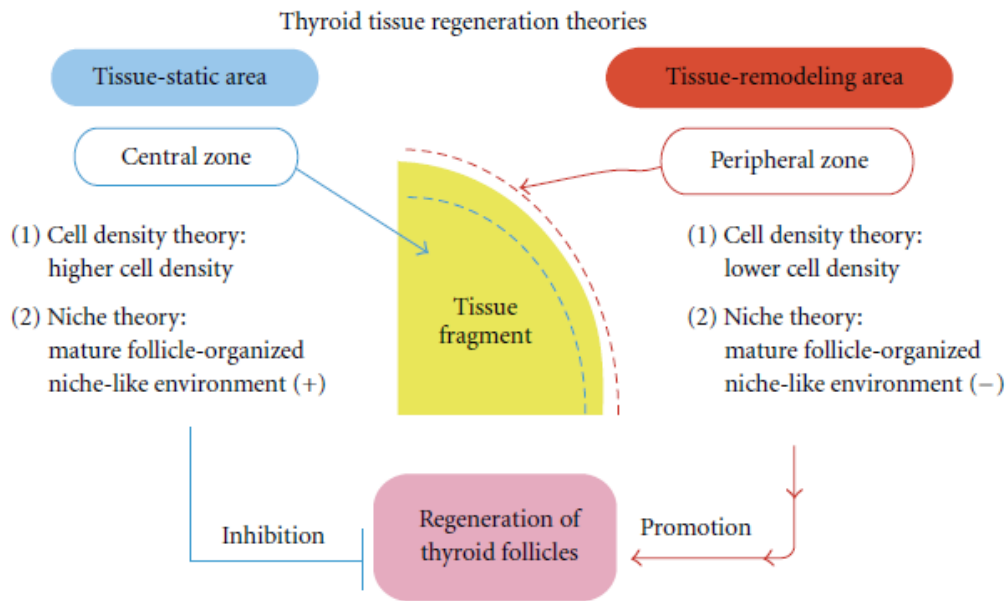 Thyroid tissue regeneration theories
Tissue-static area
Tissue-remodeling area
Central zone
Peripheral zone
(1) Cell density theory:
higher cell density
(2) Niche theory:
mature follicle-organized
niche-like environment (+)
Tissue
fragment
(1) Cell density theory:
lower cell density
(2) Niche theory:
mature follicle-organized
niche-like environment (−)
Inhibition
Regeneration of
thyroid follicles
Promotion